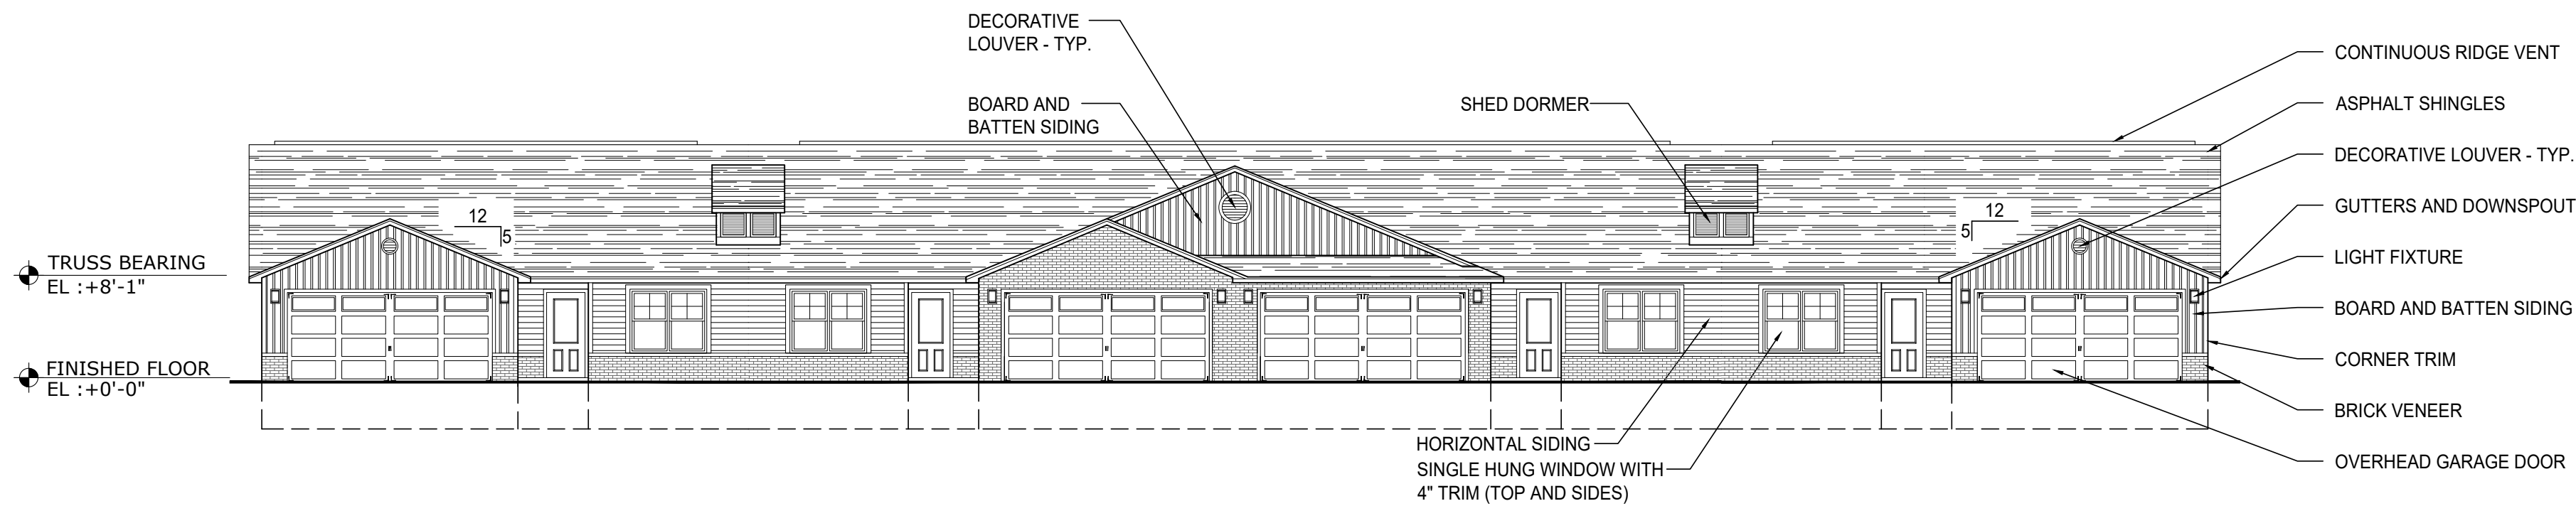 DECORATIVE
LOUVER - TYP.
BOARD AND
BATTEN SIDING
SHED DORMER
CONTINUOUS RIDGE VENT
ASPHALT SHINGLES
DECORATIVE LOUVER - TYP.
GUTTERS AND DOWNSPOUT
LIGHT FIXTURE
BOARD AND BATTEN SIDING
CORNER TRIM
BRICK VENEER
OVERHEAD GARAGE DOOR
12
5
12
5
TRUSS BEARING
EL :+8'-1"
FINISHED FLOOR
EL :+0'-0"
HORIZONTAL SIDING
SINGLE HUNG WINDOW WITH
4" TRIM (TOP AND SIDES)